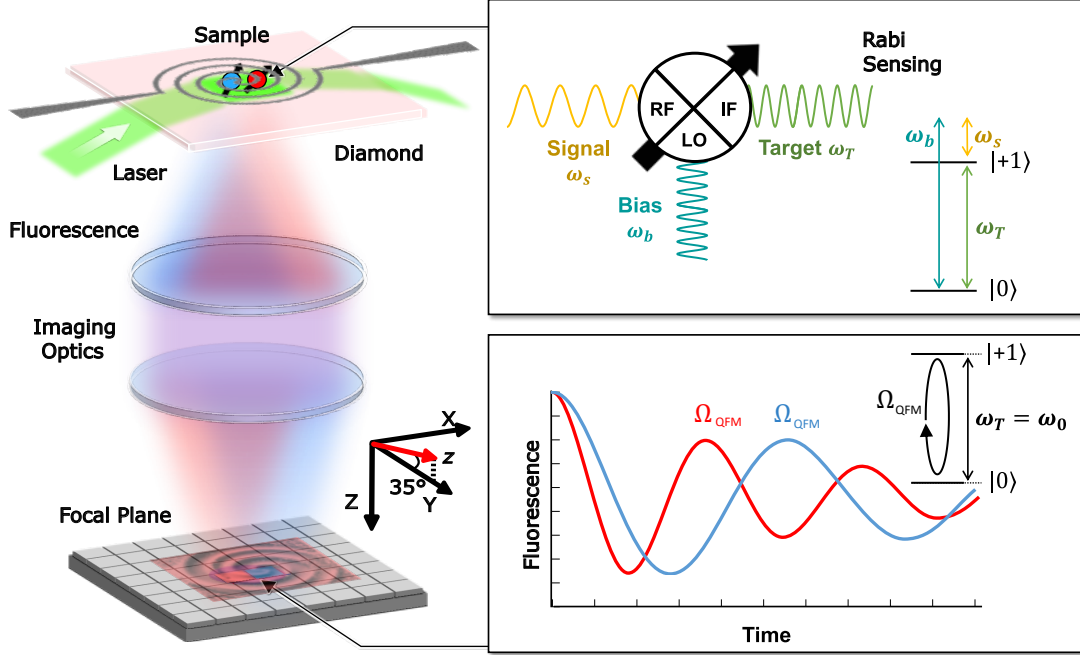 Sample
Laser
Diamond
Fluorescence
Imaging
Optics
X
z
35°
Y
Z
Focal Plane
Rabi
Sensing
RF
IF
LO
Signal
ωs
Target ωT
Bias
ωb
ωb
ωs
|+1⟩
ωT
|0⟩
Fluorescence
Time
ΩQFM
ΩQFM
|+1⟩
ΩQFM
ωT = ω0
|0⟩